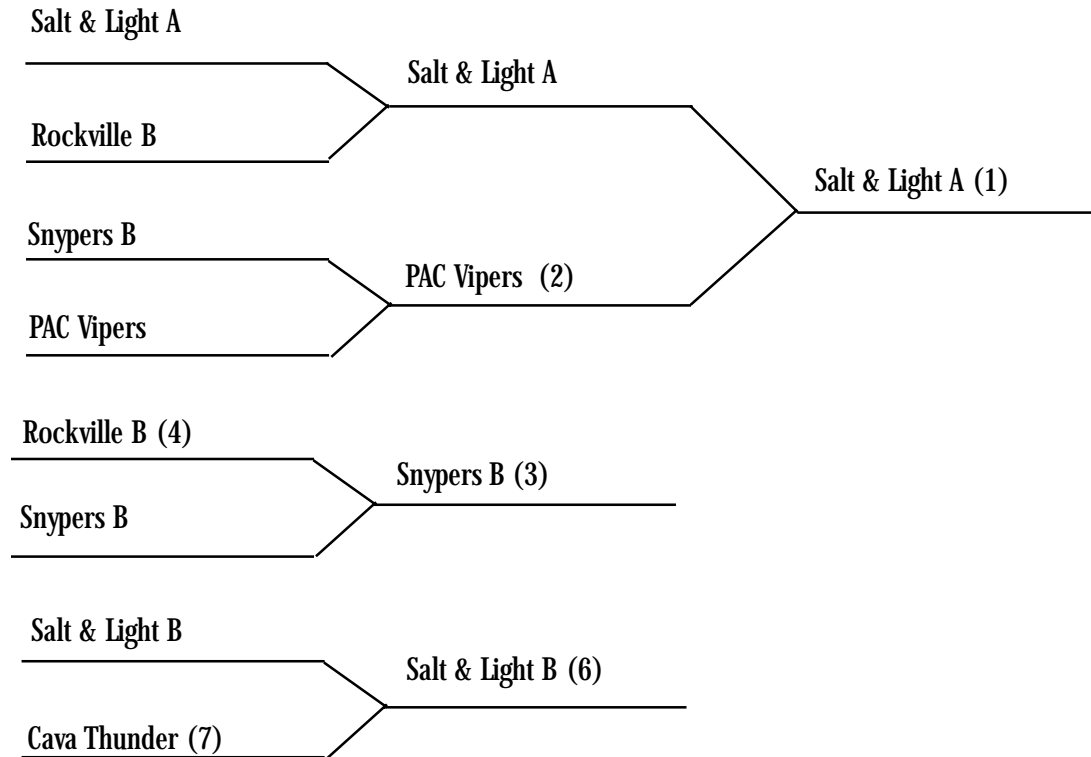 Salt & Light A
Salt & Light A
Rockville B
Salt & Light A (1)
Snypers B
PAC Vipers (2)
PAC Vipers
Rockville B (4)
Snypers B (3)
Snypers B
Salt & Light B
Salt & Light B (6)
Cava Thunder (7)